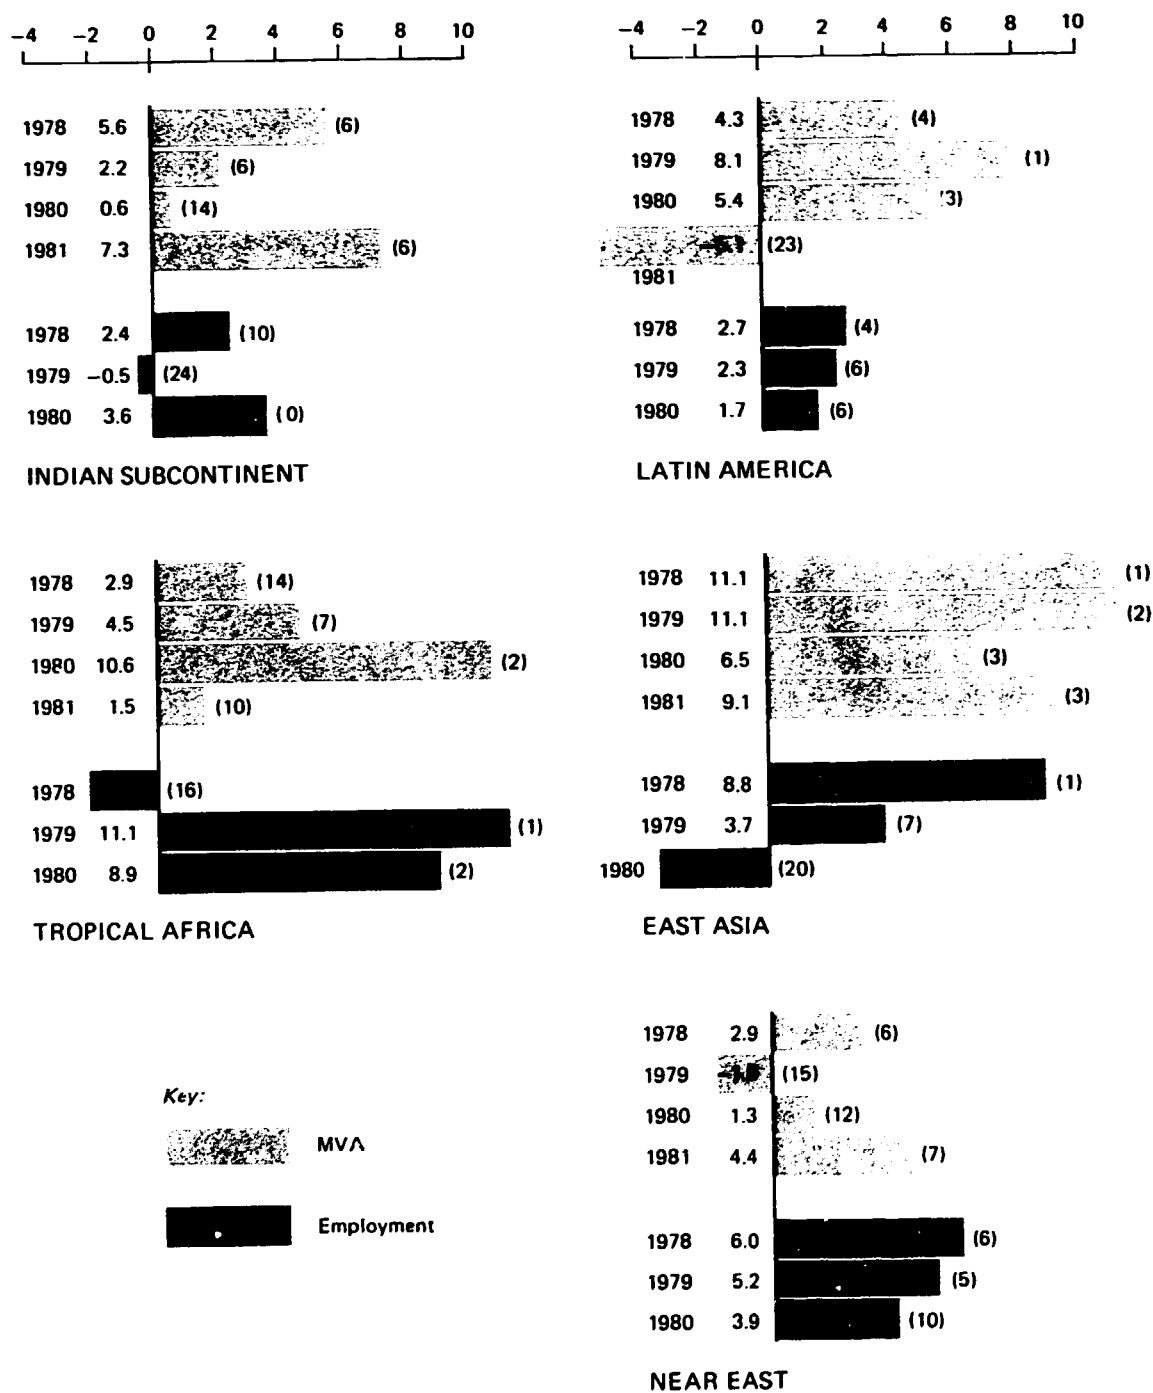 −4 −2 0 2 4 6 8 10
−4 −2 0 2 4 6 8 10
1978 5.6 (6)
1979 2.2 (6)
1980 0.6 (14)
1981 7.3 (6)
1978 2.4 (10)
1979 −0.5 (24)
1980 3.6 (0)
INDIAN SUBCONTINENT
1978 4.3 (4)
1979 8.1 (1)
1980 5.4 (3)
(23)
1981
1978 2.7 (4)
1979 2.3 (6)
1980 1.7 (6)
LATIN AMERICA
1978 2.9 (14)
1979 4.5 (7)
1980 10.6 (2)
1981 1.5 (10)
1978 (16)
1979 11.1 (1)
1980 8.9 (2)
TROPICAL AFRICA
1978 11.1 (1)
1979 11.1 (2)
1980 6.5 (3)
1981 9.1 (3)
1978 8.8 (1)
1979 3.7 (7)
1980 (20)
EAST ASIA
1978 2.9 (6)
1979 (15)
1980 1.3 (12)
1981 4.4 (7)
1978 6.0 (6)
1979 5.2 (5)
1980 3.9 (10)
NEAR EAST
Key:
MVA
Employment